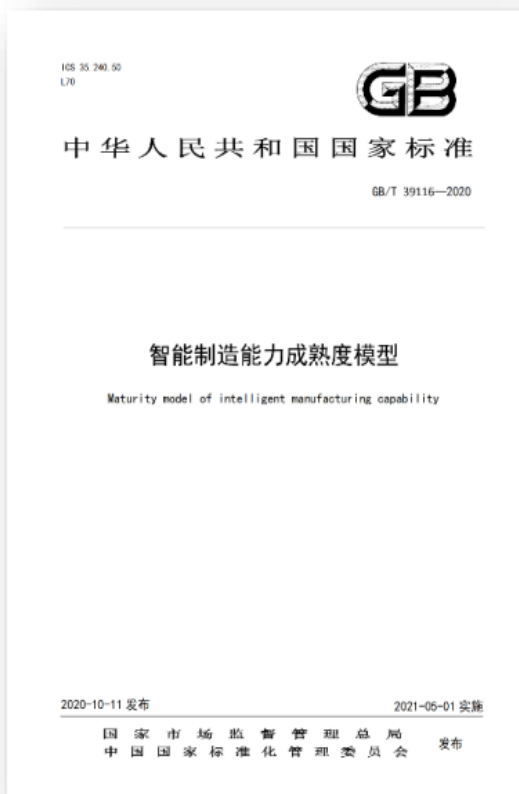 ICS 35.240.50
L70
GB
中华人民共和国国家标准
GB/T 39116—2020
智能制造能力成熟度模型
Maturity model of intelligent manufacturing capability
2020-10-11 发布
2021-05-01 实施
国家市场监督管理总局
中国国家标准化管理委员会
发布